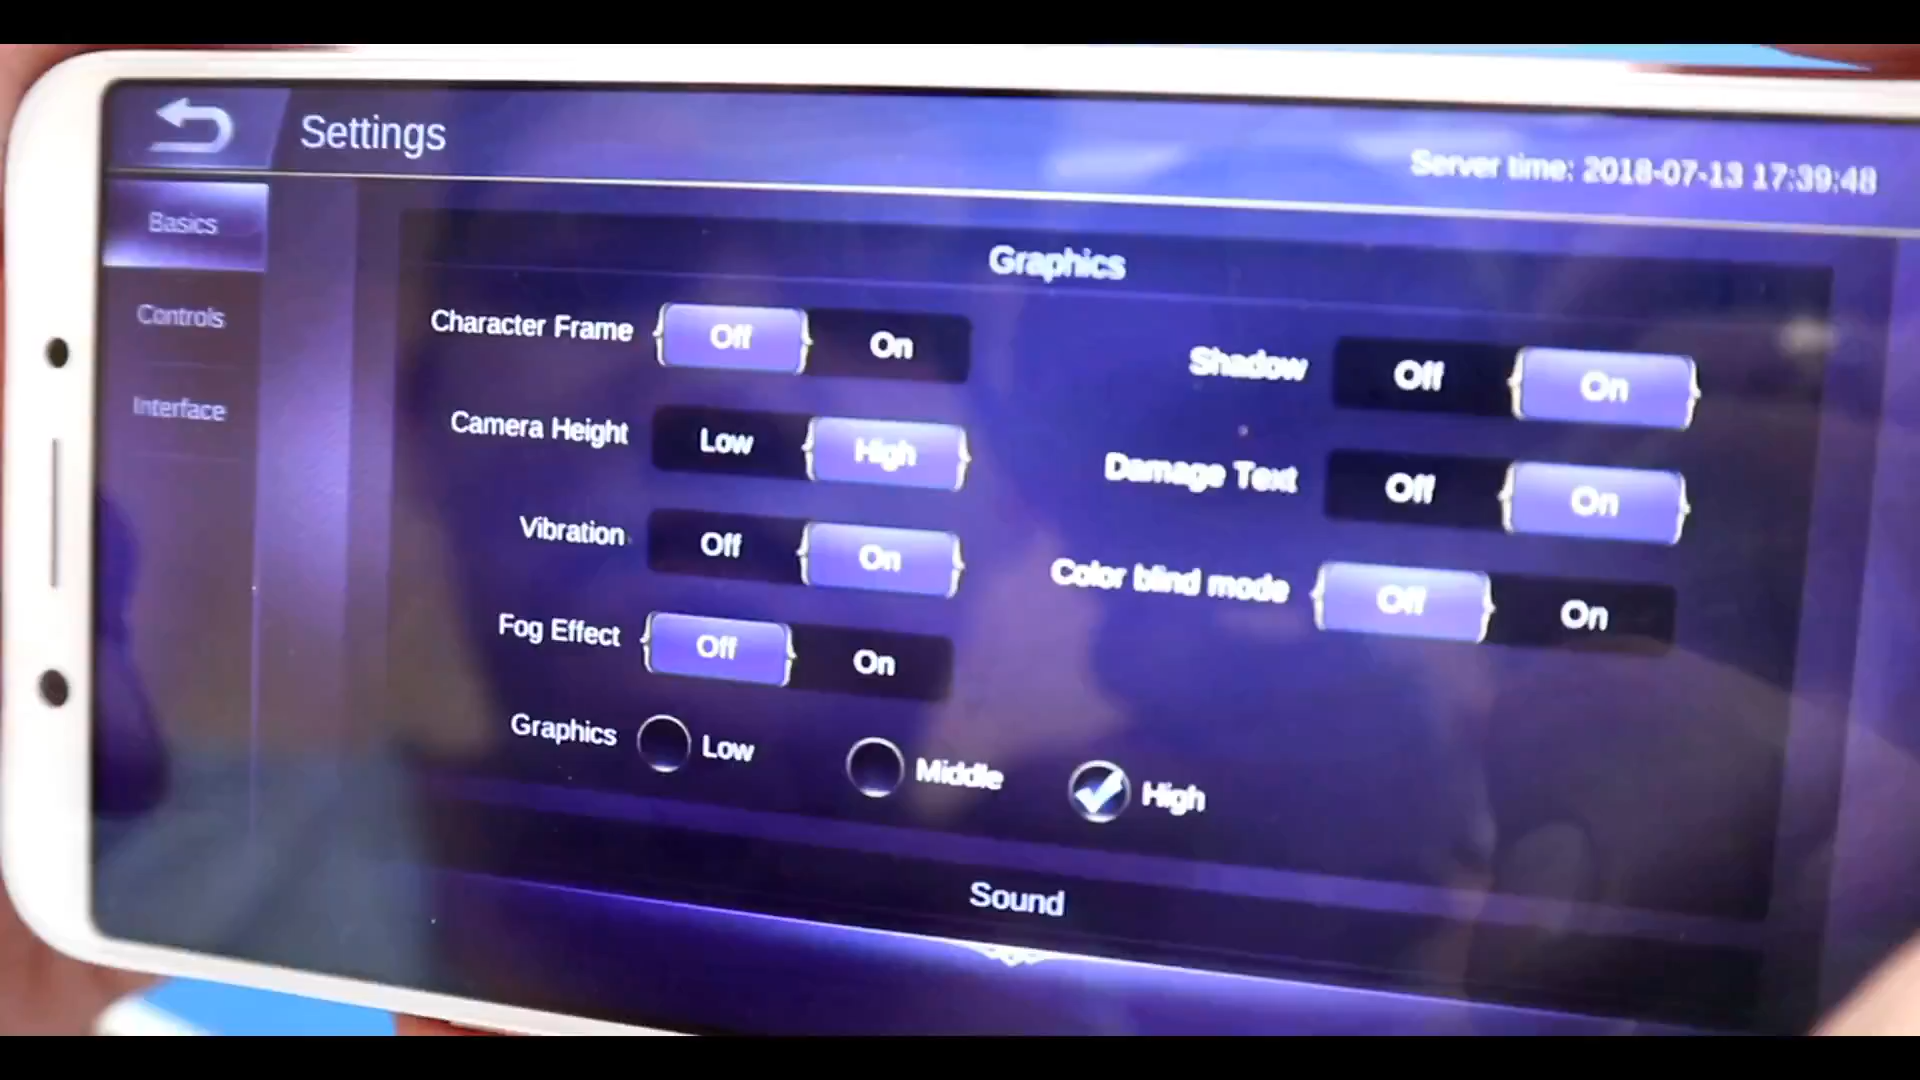 Settings
Server time: 2018-07-13 17:39:48
Basics
Controls
Interface
Graphics
Character Frame Off On
Shadow Off On
Camera Height Low High
Damage Text Off On
Vibration Off On
Color blind mode Off On
Fog Effect Off On
Graphics Low Middle High
Sound